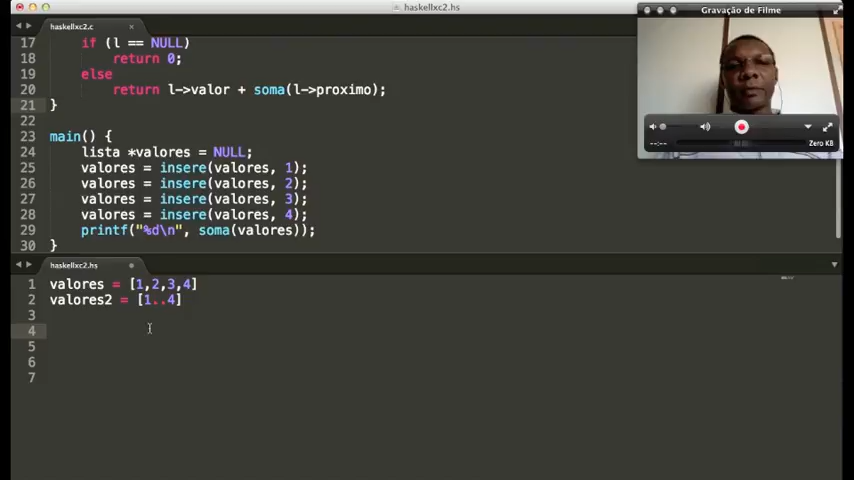 haskellxc2.hs
Gravação de Filme
haskellxc2.c
17 if (l == NULL)
18 return 0;
19 else
20 return l->valor + soma(l->proximo);
21 }
22
23 main() {
24 lista *valores = NULL;
25 valores = insere(valores, 1);
26 valores = insere(valores, 2);
27 valores = insere(valores, 3);
28 valores = insere(valores, 4);
29 printf("%d\n", soma(valores));
30 }
--:--
Zero KB
haskellxc2.hs
1 valores = [1,2,3,4]
2 valores2 = [1..4]
3
4
5
6
7